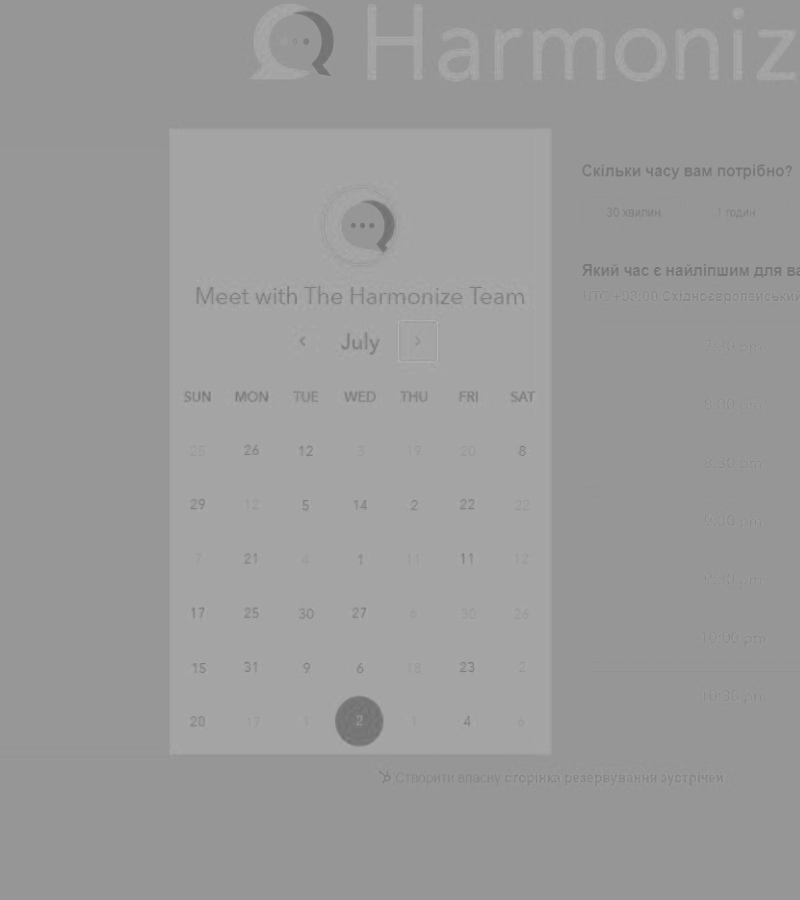 Harmoniz
Meet with The Harmonize Team
July
SUN MON TUE WED THU FRI SAT
25 26 12 3 19 20 8
29 12 5 14 2 22 22
7 21 4 1 11 11 12
17 25 30 27 6 30 26
15 31 9 6 18 23 2
20 17 1 2 4 6
Скільки часу вам потрібно?
30 хвилин 1 годин
Який час є найліпшим для ва
UTC +03:00 Східноєвропейський
8:00 pm
8:30 pm
9:00 pm
9:30 pm
10:00 pm
10:30 pm
Створити власну сторінка резервування зустрічей